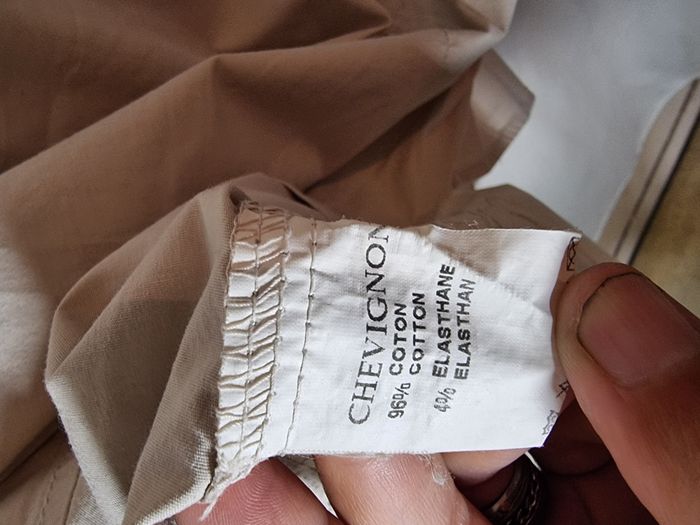 CHEVIGNON
96% COTON
COTTON
4% ELASTHANE
ELASTHAN